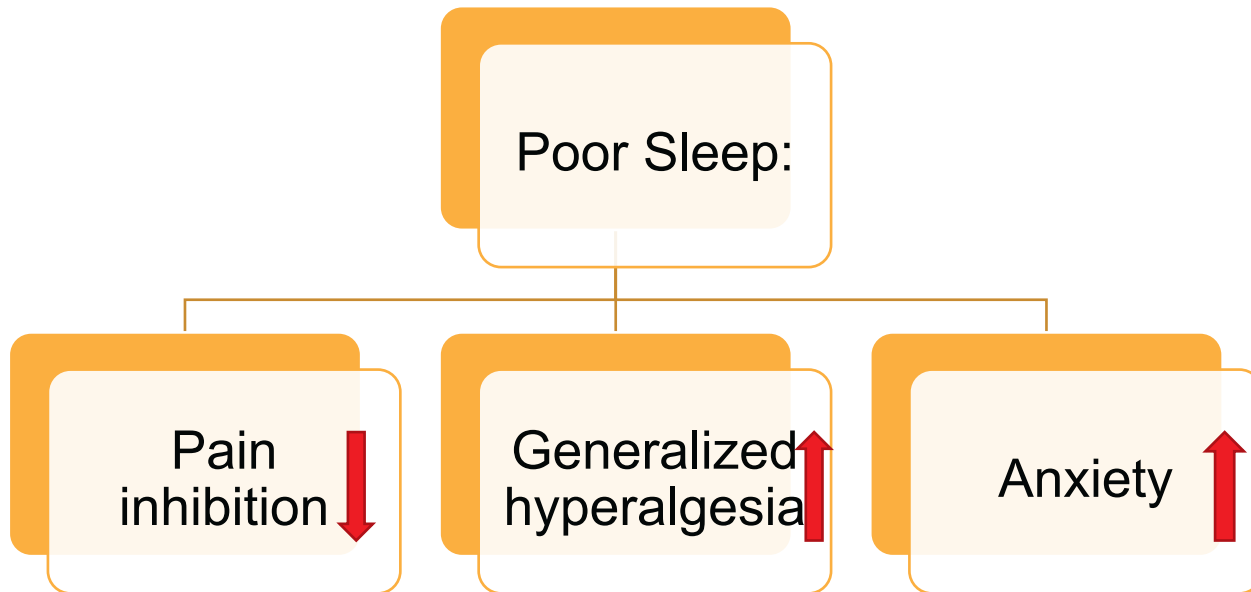 Poor Sleep:
Pain
inhibition
Generalized
hyperalgesia
Anxiety